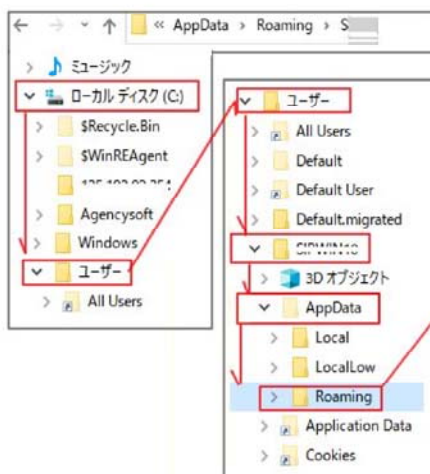 « AppData › Roaming › S
ミュージック
ローカル ディスク (C:)
$Recycle.Bin
$WinREAgent
Agencysoft
Windows
ユーザー
All Users
ユーザー
All Users
Default
Default User
Default.migrated
3D オブジェクト
AppData
Local
LocalLow
Roaming
Application Data
Cookies